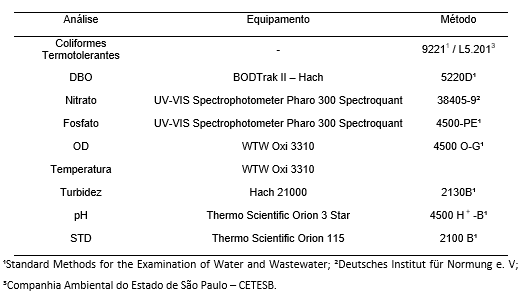 Análise Equipamento Método
Coliformes
Termotolerantes - 9221¹ / L5.201³
DBO BODTrak II – Hach 5220D¹
Nitrato UV-VIS Spectrophotometer Pharo 300 Spectroquant 38405-9²
Fosfato UV-VIS Spectrophotometer Pharo 300 Spectroquant 4500-PE¹
OD WTW Oxi 3310 4500 O-G¹
Temperatura WTW Oxi 3310
Turbidez Hach 21000 2130B¹
pH Thermo Scientific Orion 3 Star 4500 H⁺ -B¹
STD Thermo Scientific Orion 115 2100 B¹
¹Standard Methods for the Examination of Water and Wastewater; ²Deutsches Institut für Normung e. V;
³Companhia Ambiental do Estado de São Paulo – CETESB.